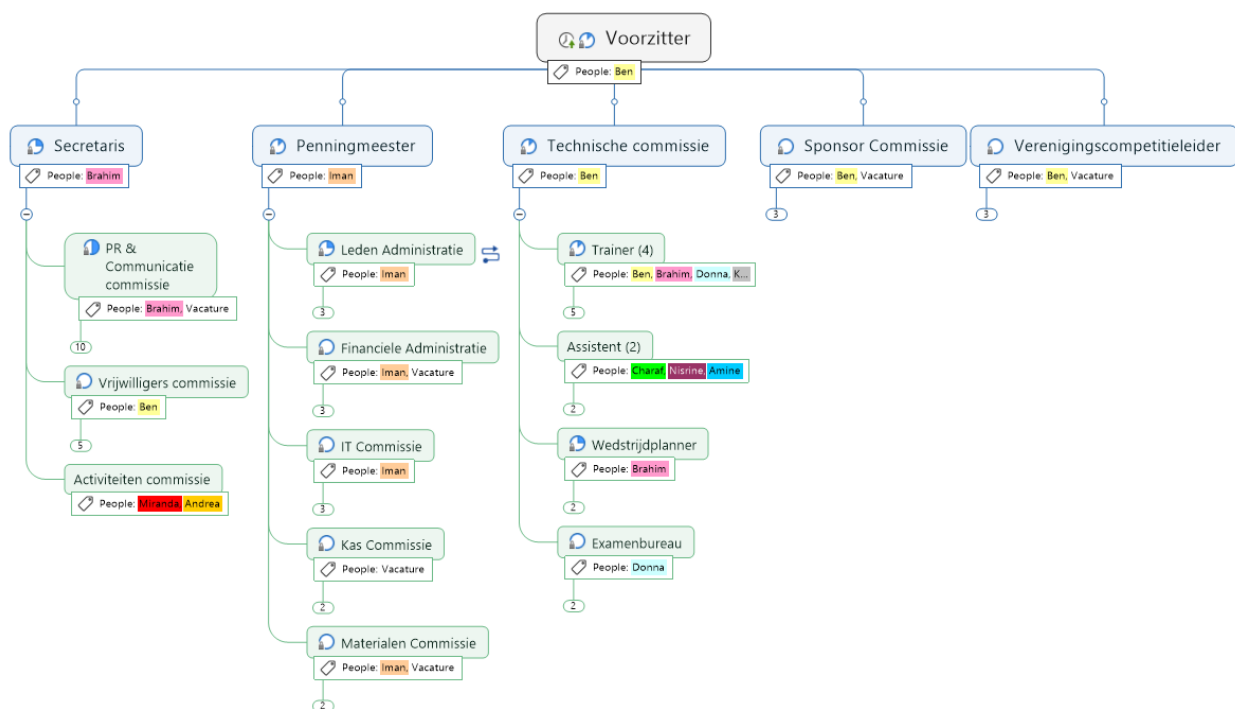 Voorzitter
People: Ben
Secretaris
People: Brahim
Penningmeester
People: Iman
Technische commissie
People: Ben
Sponsor Commissie
People: Ben, Vacature
3
Verenigingscompetitieleider
People: Ben, Vacature
3
PR &
Communicatie
commissie
People: Brahim, Vacature
10
Vrijwilligers commissie
People: Ben
5
Activiteiten commissie
People: Miranda, Andrea
Leden Administratie
People: Iman
3
Financiele Administratie
People: Iman, Vacature
3
IT Commissie
People: Iman
3
Kas Commissie
People: Vacature
2
Materialen Commissie
People: Iman, Vacature
2
Trainer (4)
People: Ben, Brahim, Donna, K...
5
Assistent (2)
People: Charaf, Nisrine, Amine
2
Wedstrijdplanner
People: Brahim
2
Examenbureau
People: Donna
2